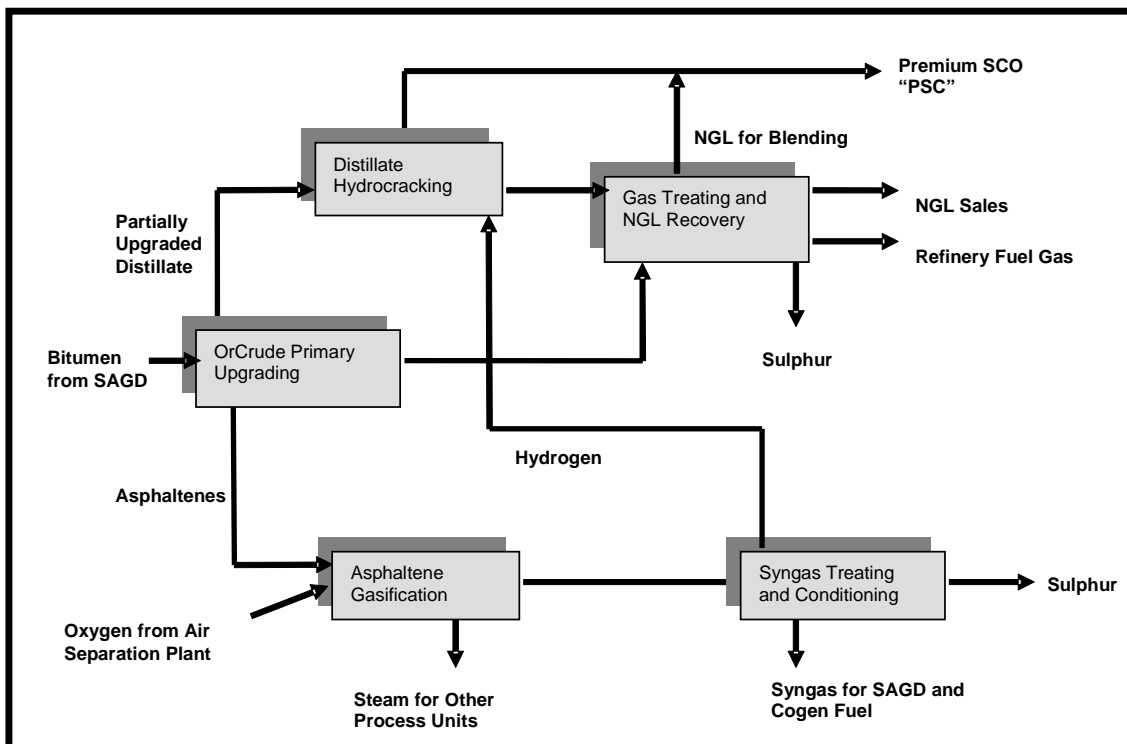 Premium SCO
“PSC”
NGL for Blending
Distillate
Hydrocracking
Gas Treating and
NGL Recovery
NGL Sales
Refinery Fuel Gas
Partially
Upgraded
Distillate
Sulphur
Bitumen
from SAGD
OrCrude Primary
Upgrading
Hydrogen
Asphaltenes
Asphaltene
Gasification
Syngas Treating
and Conditioning
Sulphur
Oxygen from Air
Separation Plant
Steam for Other
Process Units
Syngas for SAGD and
Cogen Fuel